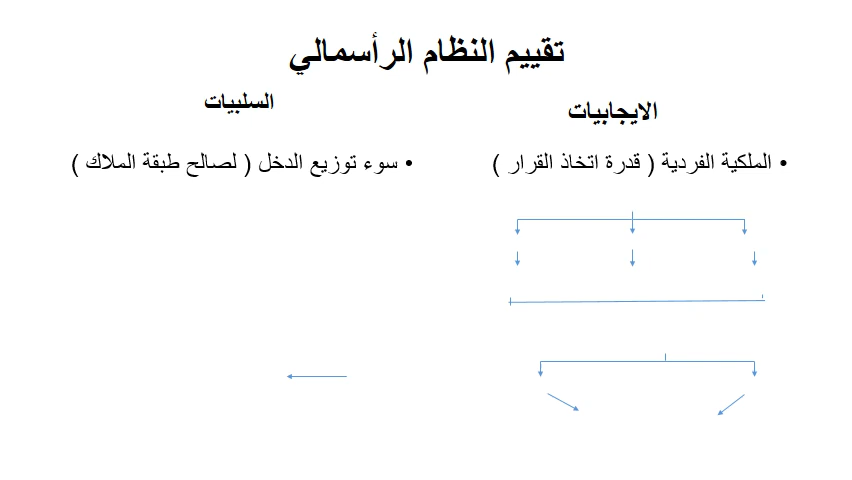 تقييم النظام الرأسمالي
الايجابيات
• الملكية الفردية ( قدرة اتخاذ القرار )
السلبيات
• سوء توزيع الدخل ( لصالح طبقة الملاك )